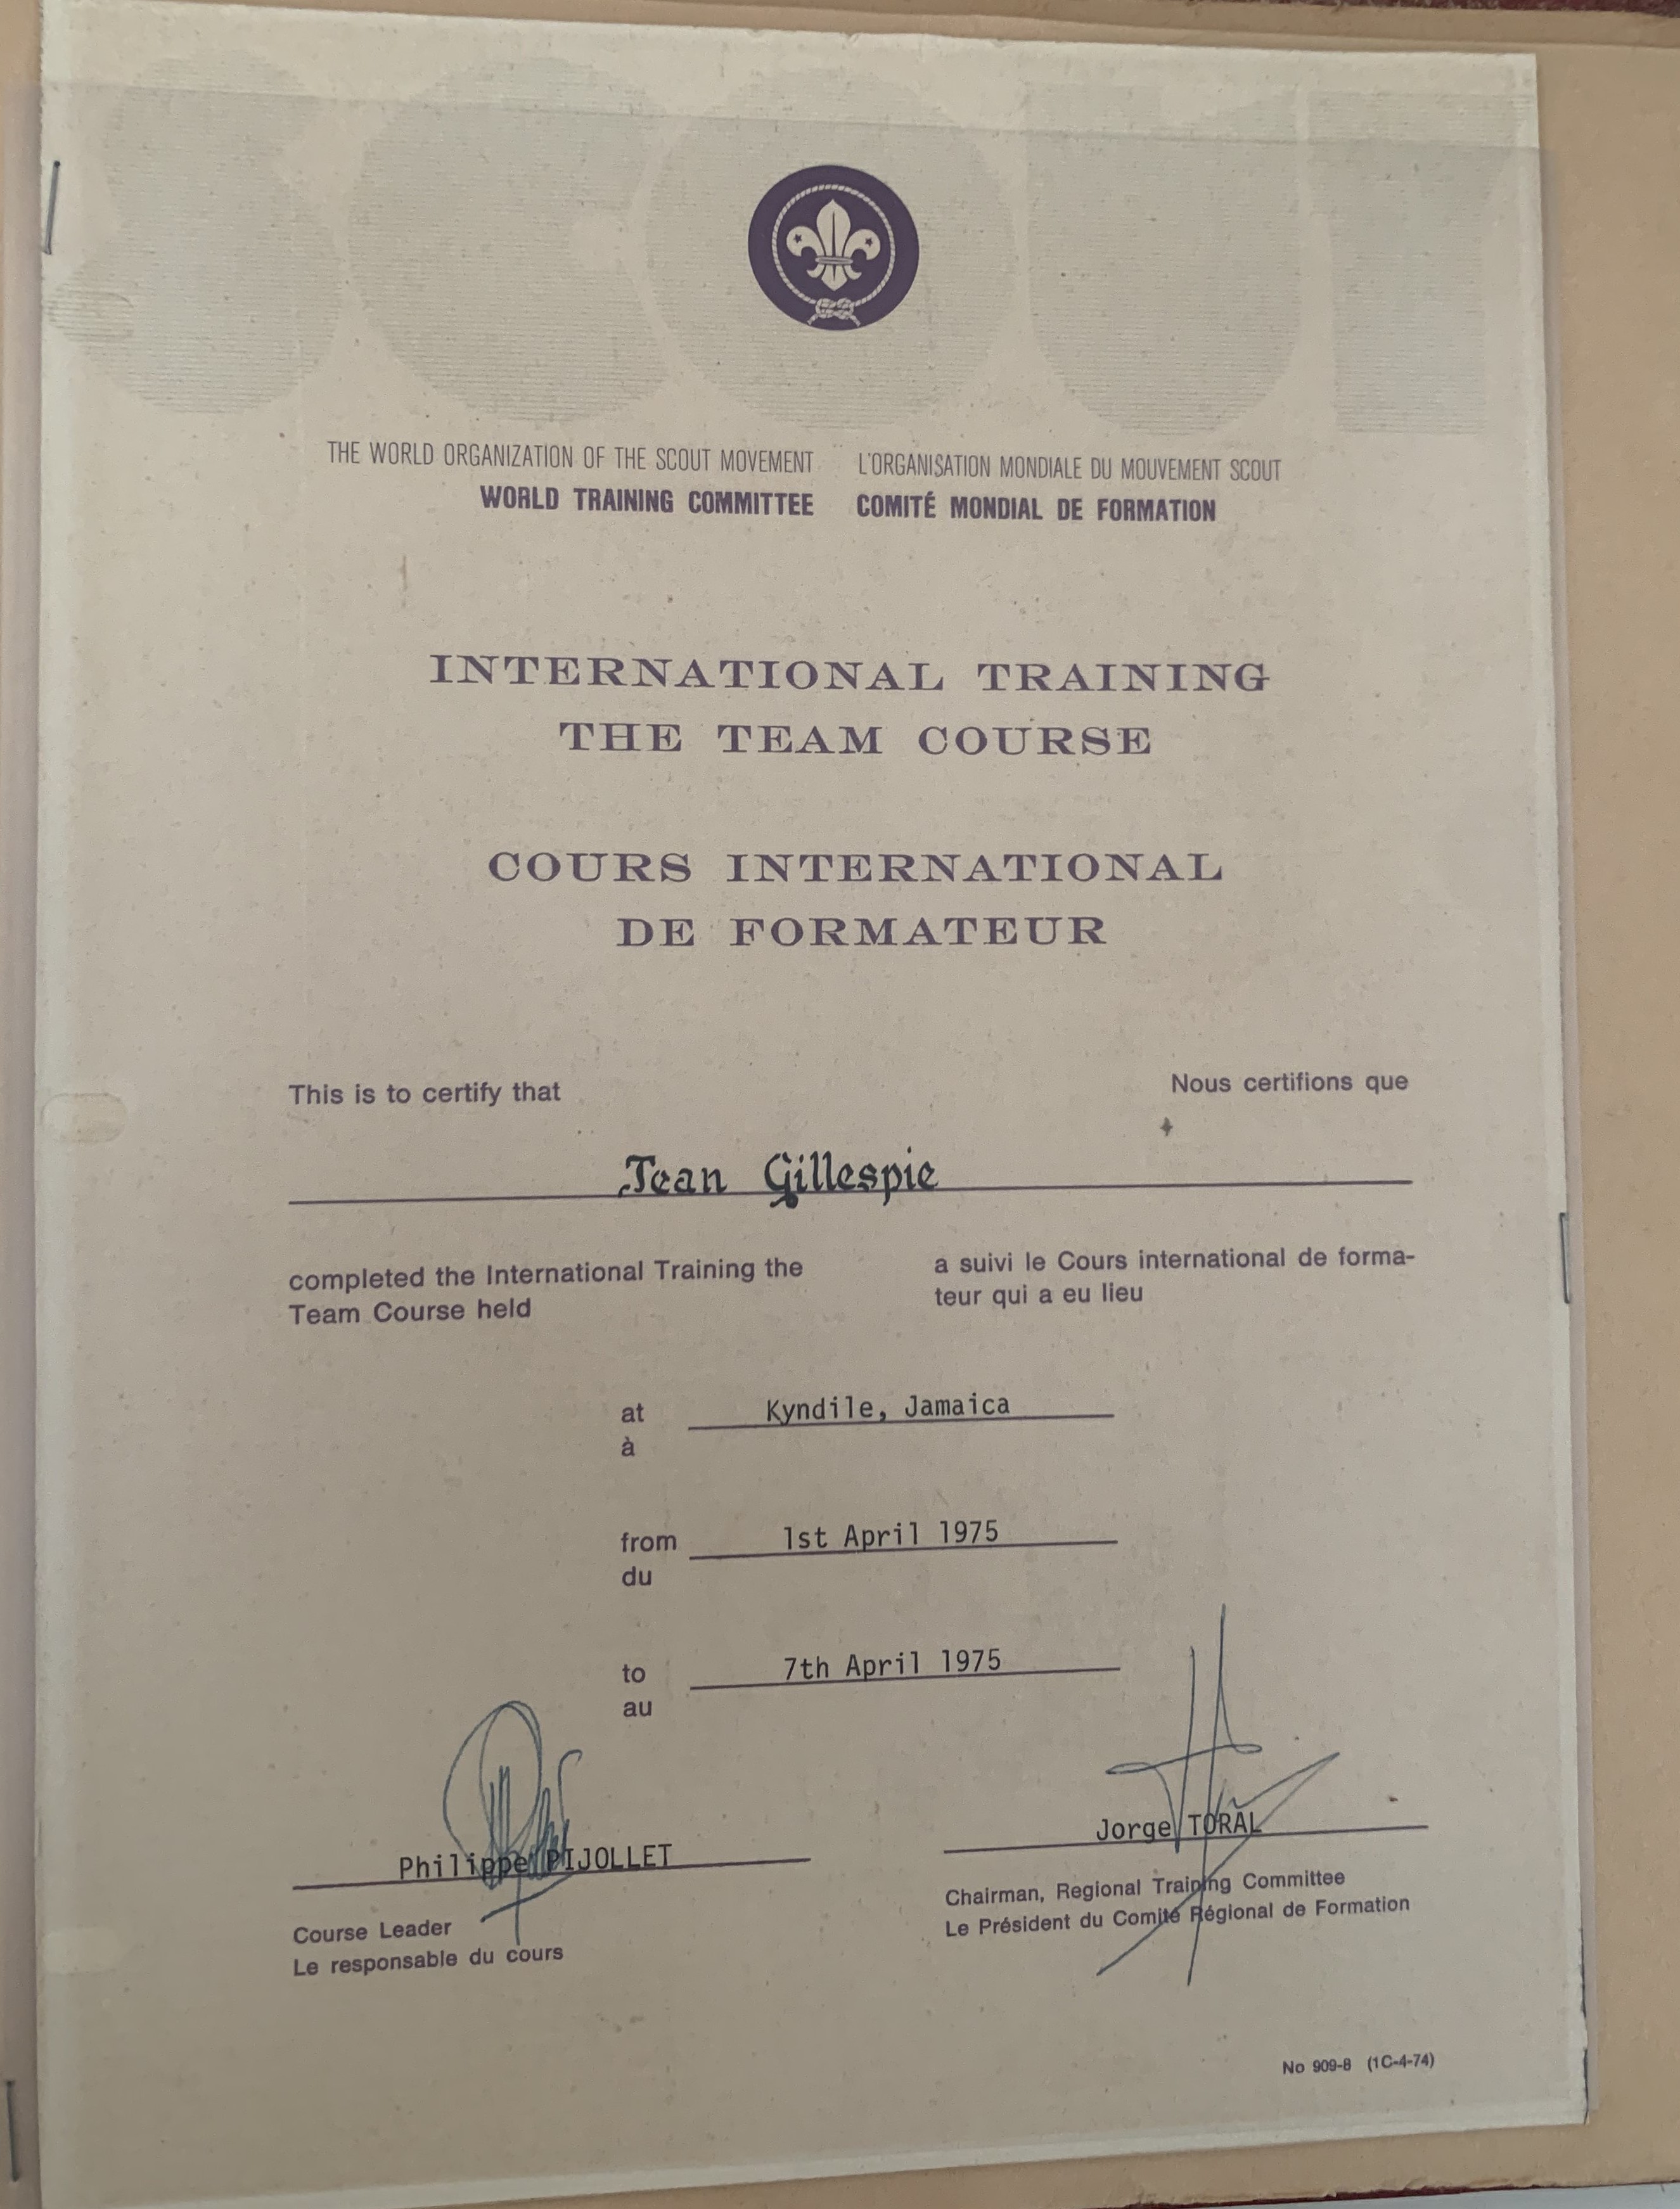 SCOUT
THE WORLD ORGANIZATION OF THE SCOUT MOVEMENT
WORLD TRAINING COMMITTEE
L'ORGANISATION MONDIALE DU MOUVEMENT SCOUT
COMITÉ MONDIAL DE FORMATION
INTERNATIONAL TRAINING
THE TEAM COURSE
COURS INTERNATIONAL
DE FORMATEUR
This is to certify that
Nous certifions que
Jean Gillespie
completed the International Training the
Team Course held
a suivi le Cours international de forma-
teur qui a eu lieu
at Kyndile, Jamaica
à
from 1st April 1975
du
to 7th April 1975
au
Philippe PIJOLLET
Course Leader
Le responsable du cours
Jorge TORAL
Chairman, Regional Training Committee
Le Président du Comité Régional de Formation
No 909-8 (1C-4-74)